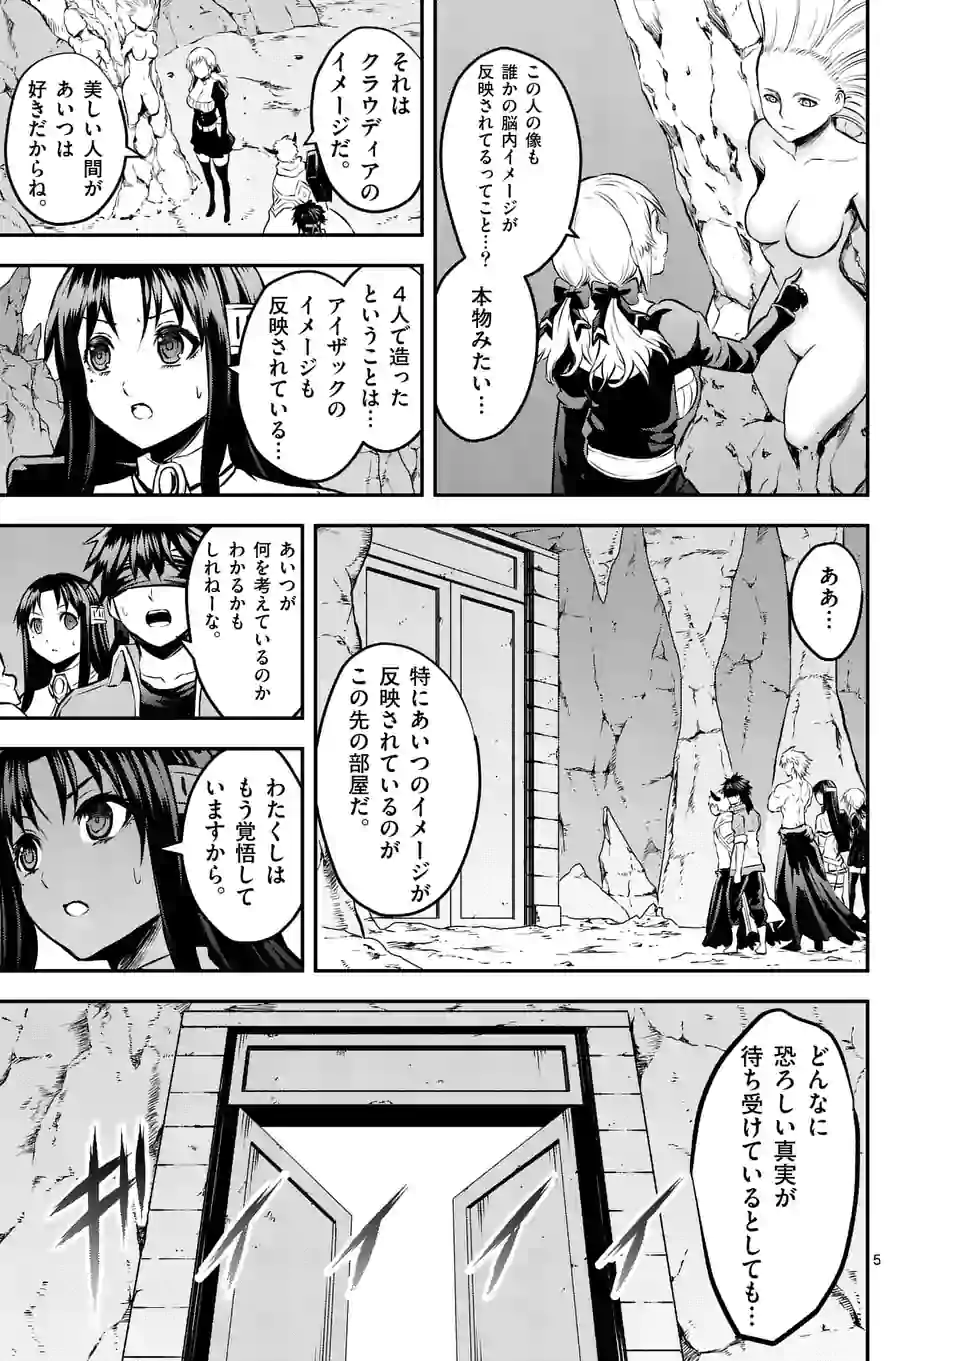 この人の像も
誰かの脳内イメージが
反映されてるってこと…?
本物みたい…
それは
クラウディアの
イメージだ。
美しい人間が
あいつは
好きだからね。
4人で造った
ということは…
アイザックの
イメージも
反映されている…
ああ…
特にあいつのイメージが
反映されているのが
この先の部屋だ。
あいつが
何を考えているのか
わかるかも
しれねーな。
わたくしは
もう覚悟して
いますから。
どんなに
恐ろしい真実が
待ち受けているとしても…
5